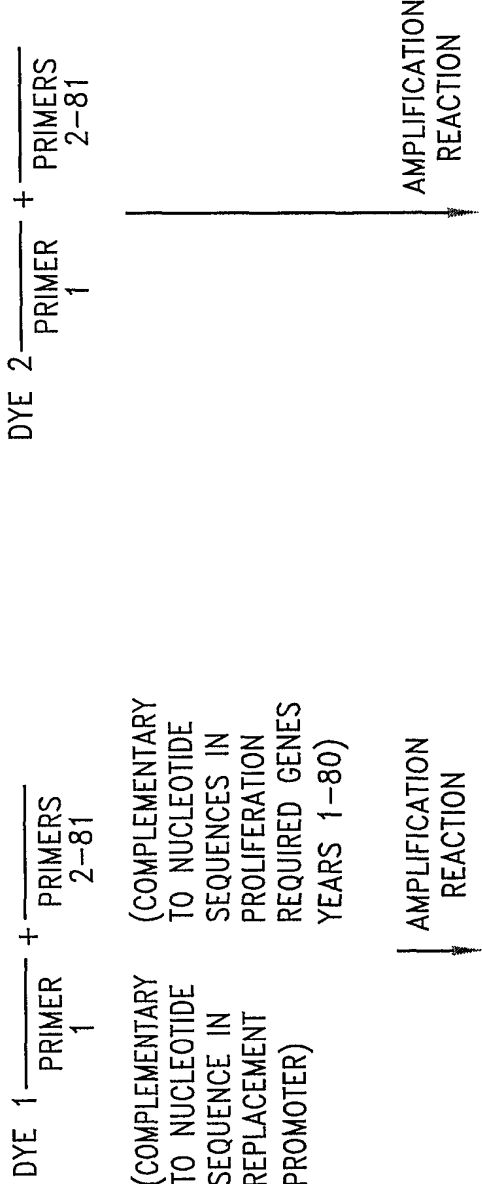 DYE 1
PRIMER
1
+
PRIMERS
2-81
(COMPLEMENTARY
TO NUCLEOTIDE
SEQUENCE IN
REPLACEMENT
PROMOTER)
(COMPLEMENTARY
TO NUCLEOTIDE
SEQUENCES IN
PROLIFERATION
REQUIRED GENES
YEARS 1-80)
AMPLIFICATION
REACTION
DYE 2
PRIMER
1
+
PRIMERS
2-81
AMPLIFICATION
REACTION